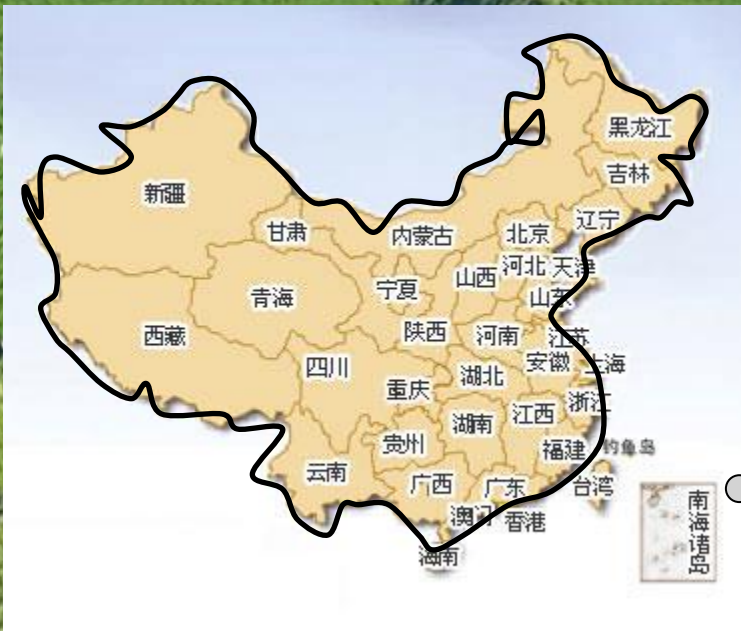 黑龙江
吉林
新疆
辽宁
甘肃
内蒙古
北京
河北
天津
山西
宁夏
青海
山东
陕西
河南
江苏
西藏
安徽
上海
四川
湖北
重庆
浙江
江西
湖南
贵州
福建
钓鱼岛
云南
广西
广东
台湾
澳门
香港
海南
南海诸岛